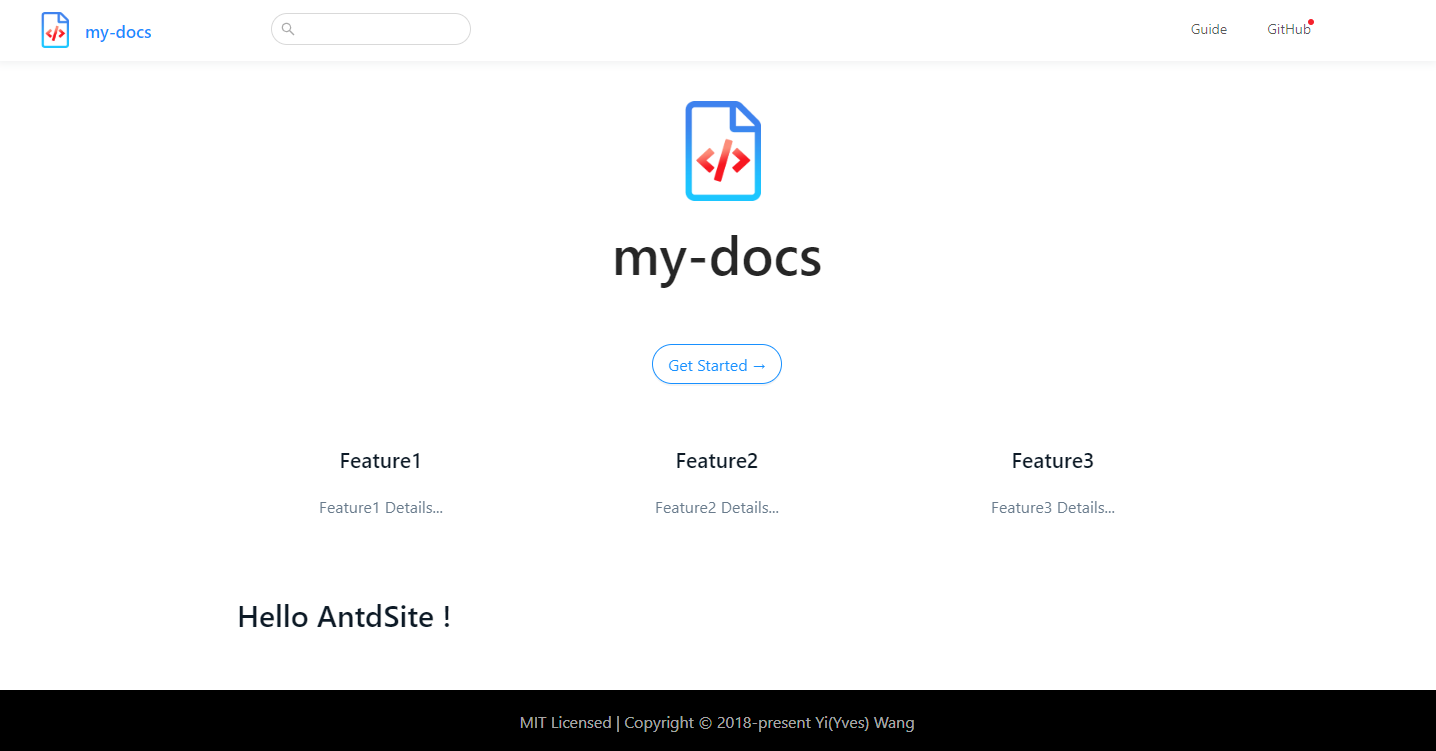 my-docs
Guide
GitHub
my-docs
Get Started →
Feature1
Feature2
Feature3
Feature1 Details...
Feature2 Details...
Feature3 Details...
Hello AntdSite !
MIT Licensed | Copyright © 2018-present Yi(Yves) Wang